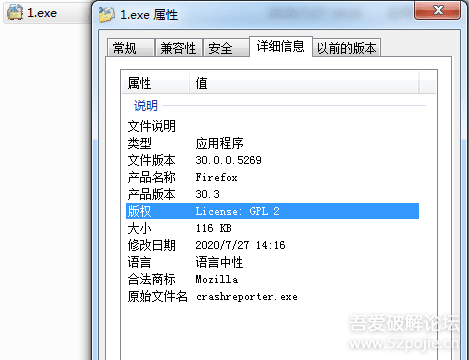 1.exe
1.exe 属性
常规 兼容性 安全 详细信息 以前的版本
属性 值
说明
文件说明
类型 应用程序
文件版本 30.0.0.5269
产品名称 Firefox
产品版本 30.3
版权 License: GPL 2
大小 116 KB
修改日期 2020/7/27 14:16
语言 语言中性
合法商标 Mozilla
原始文件名 crashreporter.exe
吾爱破解论坛
www.52pojie.cn